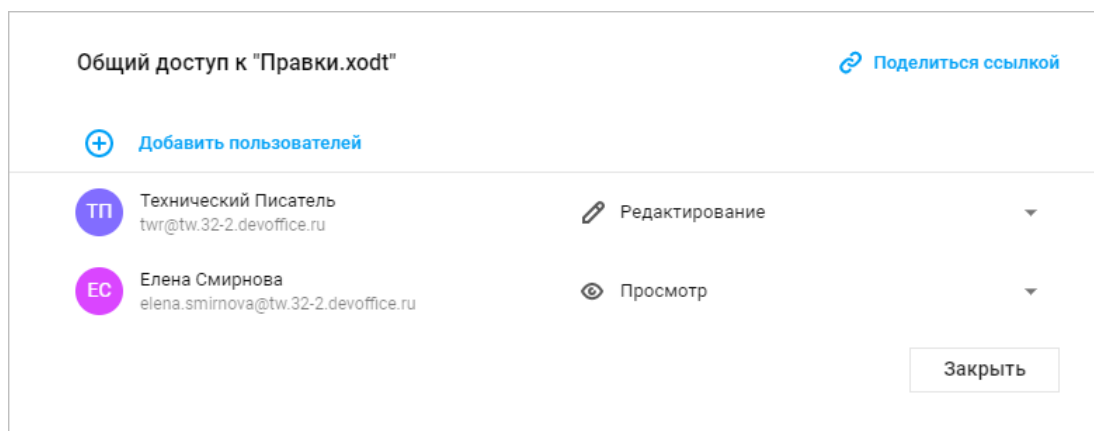 Общий доступ к "Правки.xodt"
Поделиться ссылкой
Добавить пользователей
ТП
Технический Писатель
twr@tw.32-2.devoffice.ru
Редактирование
ЕС
Елена Смирнова
elena.smirnova@tw.32-2.devoffice.ru
Просмотр
Закрыть